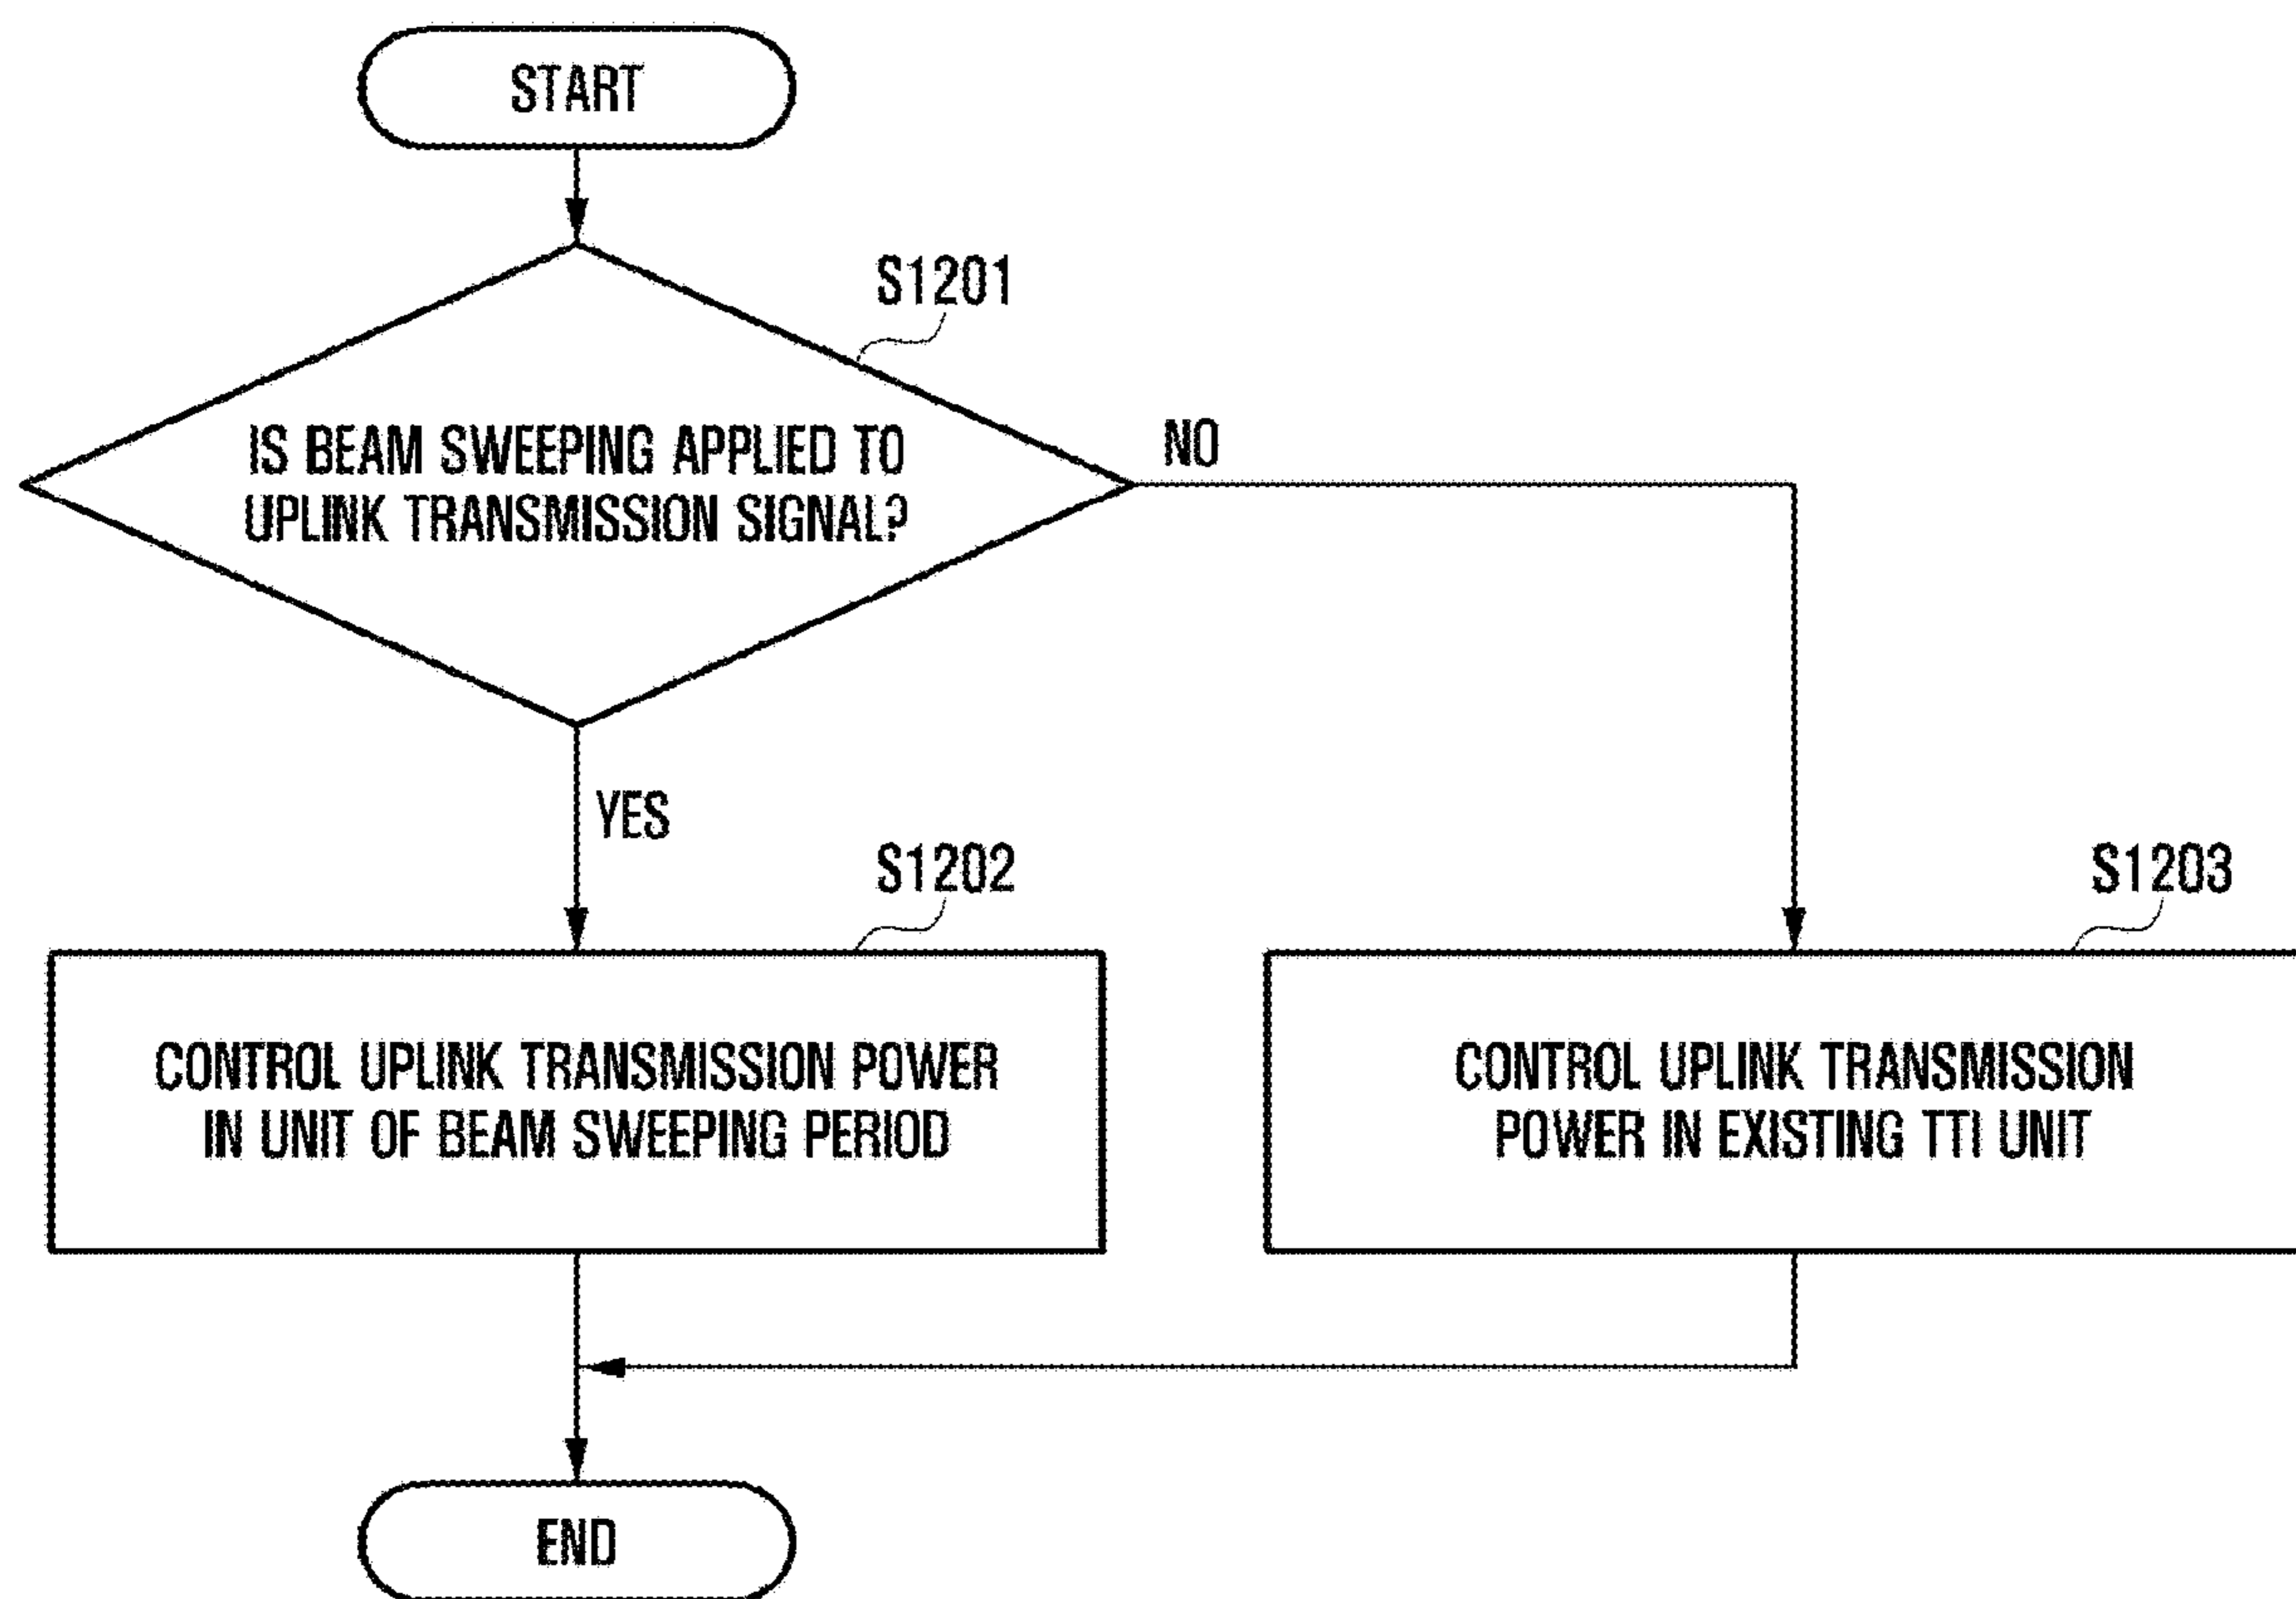 START
S1201
IS BEAM SWEEPING APPLIED TO
UPLINK TRANSMISSION SIGNAL?
NO
YES
S1202
CONTROL UPLINK TRANSMISSION POWER
IN UNIT OF BEAM SWEEPING PERIOD
S1203
CONTROL UPLINK TRANSMISSION
POWER IN EXISTING TTI UNIT
END